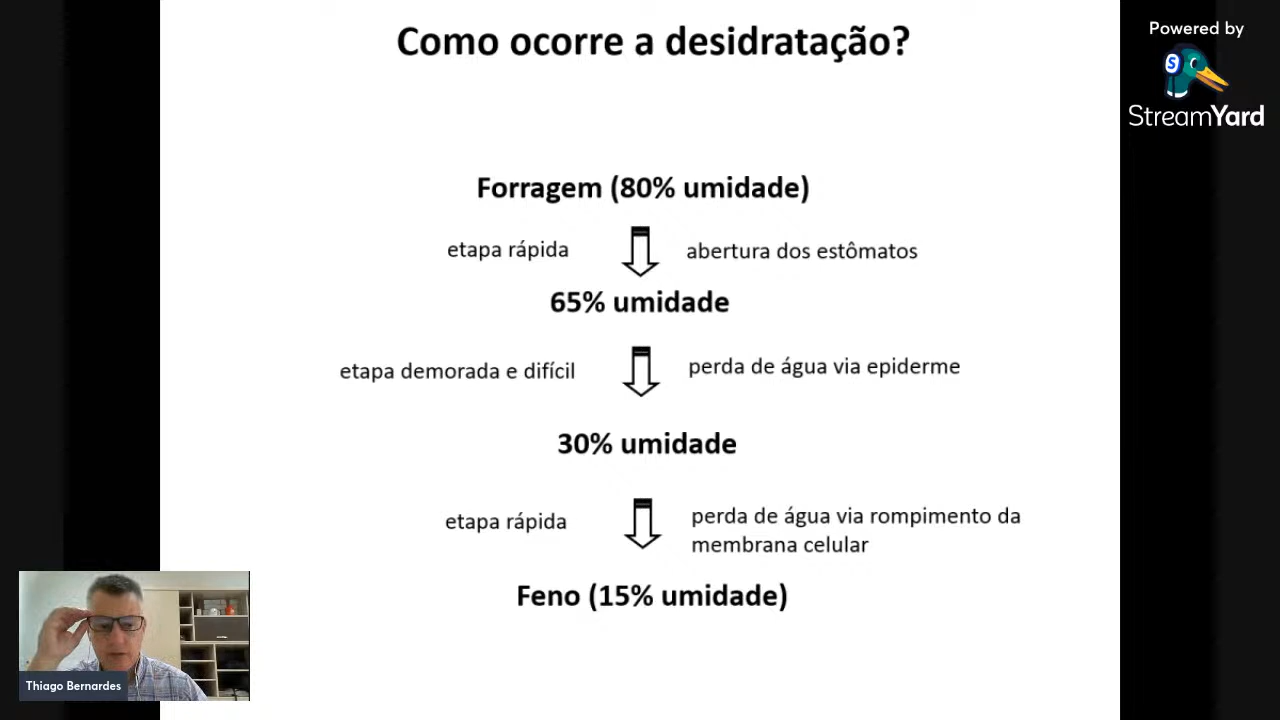 Como ocorre a desidratação?
Powered by
StreamYard
Forragem (80% umidade)
etapa rápida
abertura dos estômatos
65% umidade
etapa demorada e difícil
perda de água via epiderme
30% umidade
etapa rápida
perda de água via rompimento da
membrana celular
Feno (15% umidade)
Thiago Bernardes